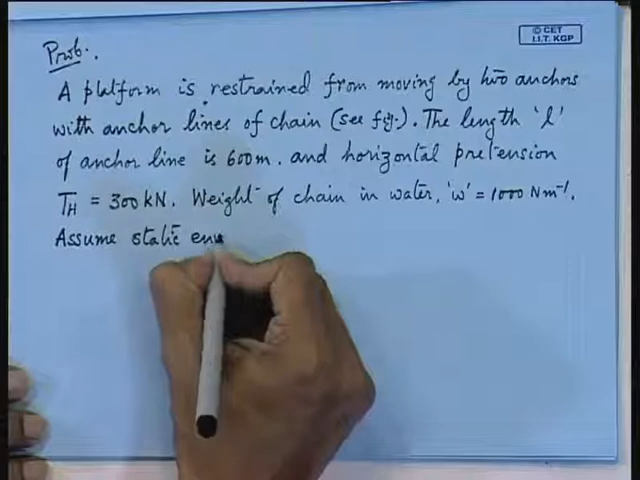 © CET
I.I.T. KGP
Prob.
A platform is restrained from moving by two anchors
with anchor lines of chain (see fig.). The length 'l'
of anchor line is 600m. and horizontal pretension
T_H = 300 kN. Weight of chain in water, 'w' = 1000 Nm⁻¹.
Assume static env